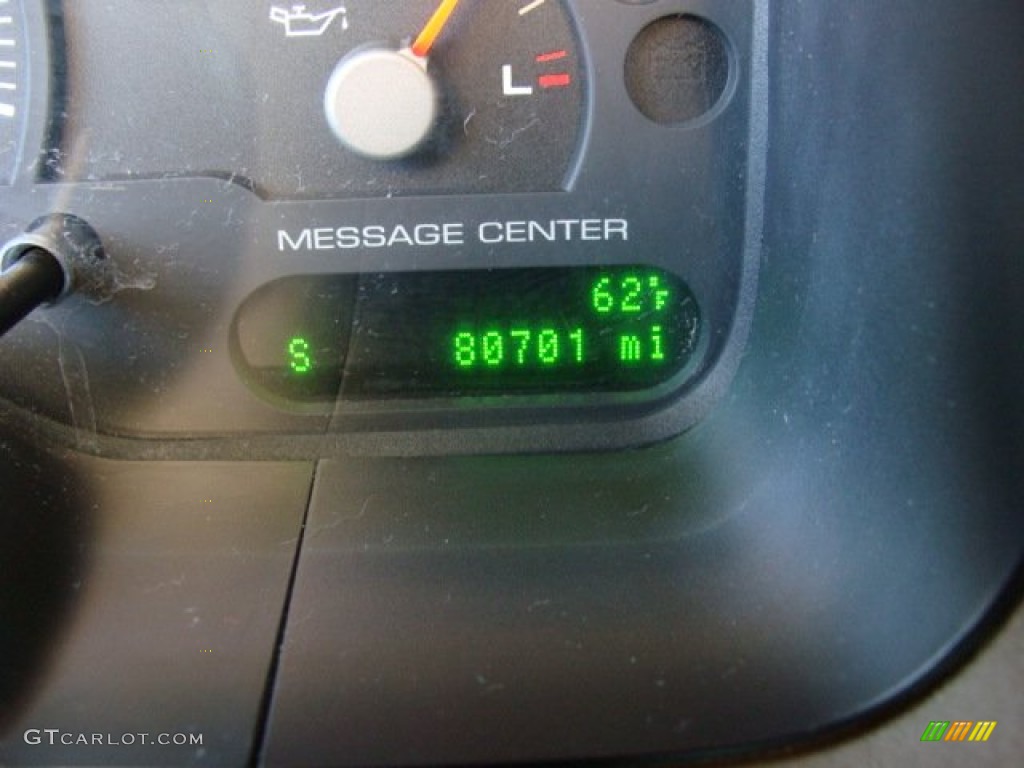 L
MESSAGE CENTER
62°F
S 80701 mi
GTCARLOT.COM